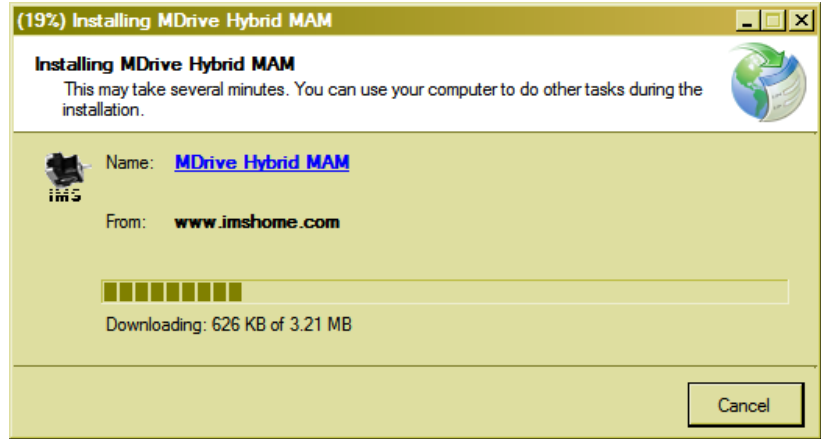 (19%) Installing MDrive Hybrid MAM
Installing MDrive Hybrid MAM
This may take several minutes. You can use your computer to do other tasks during the
installation.
Name: MDrive Hybrid MAM
IMS
From: www.imshome.com
Downloading: 626 KB of 3.21 MB
Cancel